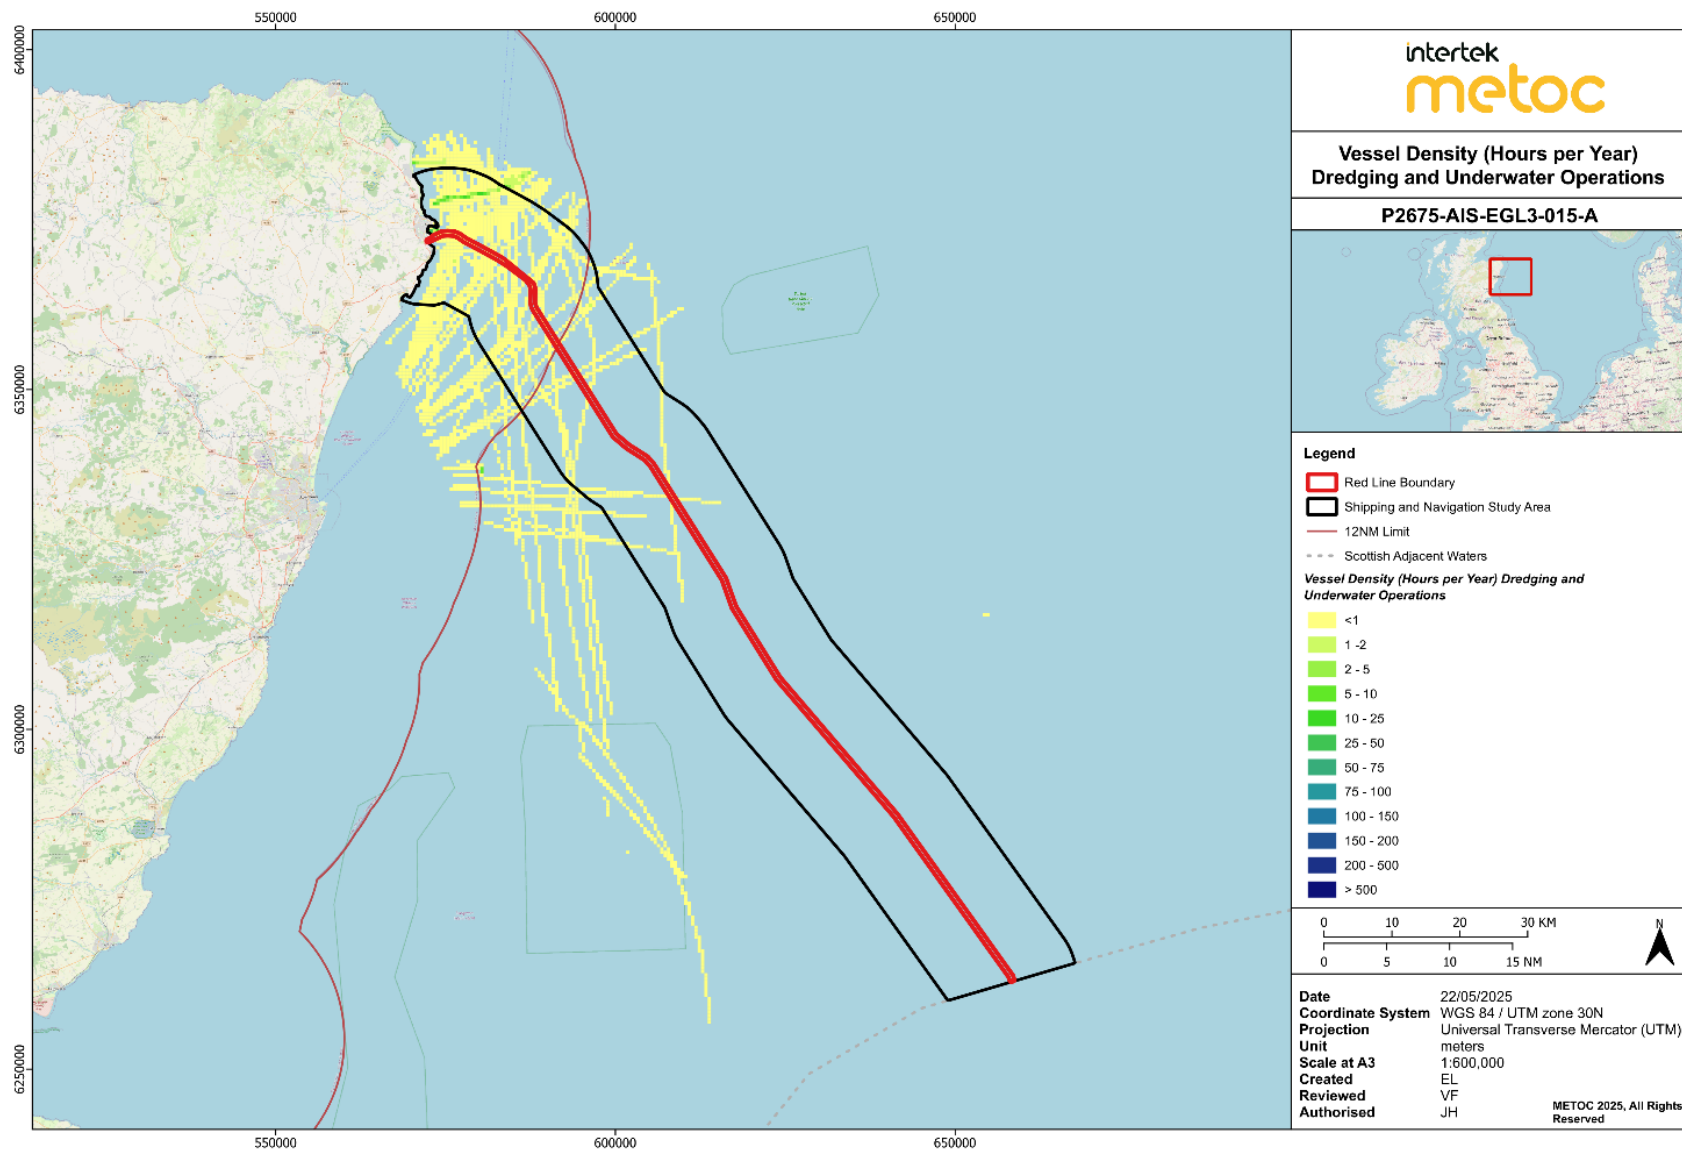 550000
600000
650000
6400000
6350000
6300000
6250000
550000
600000
650000
intertek
metoc
Vessel Density (Hours per Year)
Dredging and Underwater Operations
P2675-AIS-EGL3-015-A
Legend
Red Line Boundary
Shipping and Navigation Study Area
12NM Limit
Scottish Adjacent Waters
Vessel Density (Hours per Year) Dredging and
Underwater Operations
<1
1 -2
2 - 5
5 - 10
10 - 25
25 - 50
50 - 75
75 - 100
100 - 150
150 - 200
200 - 500
> 500
0 10 20 30 KM
0 5 10 15 NM
N
Date 22/05/2025
Coordinate System WGS 84 / UTM zone 30N
Projection Universal Transverse Mercator (UTM)
Unit meters
Scale at A3 1:600,000
Created EL
Reviewed VF
Authorised JH
METOC 2025, All Rights
Reserved